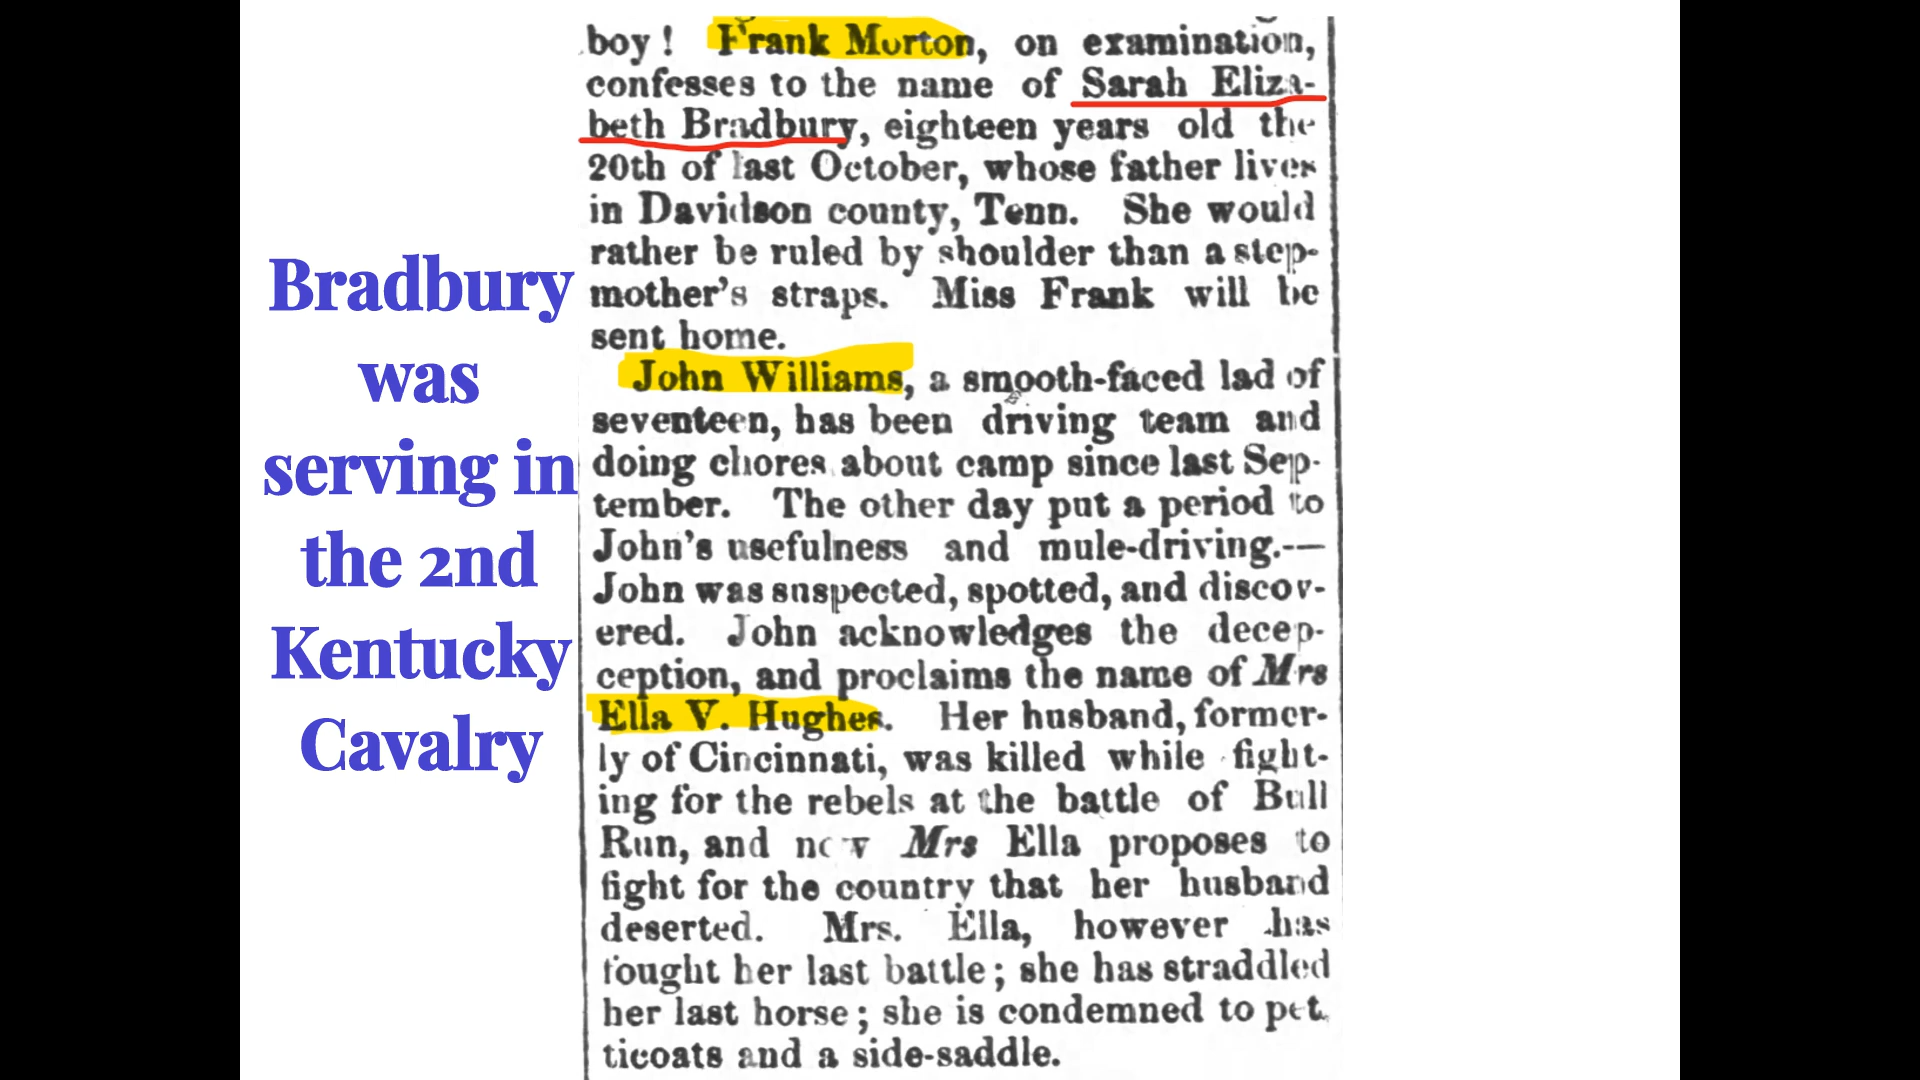 Bradbury
was
serving in
the 2nd
Kentucky
Cavalry
boy! Frank Morton, on examination,
confesses to the name of Sarah Eliza-
beth Bradbury, eighteen years old the
20th of last October, whose father lives
in Davidson county, Tenn. She would
rather be ruled by shoulder than a step-
mother's straps. Miss Frank will be
sent home.
John Williams, a smooth-faced lad of
seventeen, has been driving team and
doing chores about camp since last Sep-
tember. The other day put a period to
John's usefulness and mule-driving.—
John was suspected, spotted, and discov-
ered. John acknowledges the decep-
ception, and proclaims the name of Mrs
Ella V. Hughes. Her husband, former-
ly of Cincinnati, was killed while fight-
ing for the rebels at the battle of Bull
Run, and now Mrs Ella proposes to
fight for the country that her husband
deserted. Mrs. Ella, however has
fought her last battle; she has straddled
her last horse; she is condemned to pet
ticoats and a side-saddle.